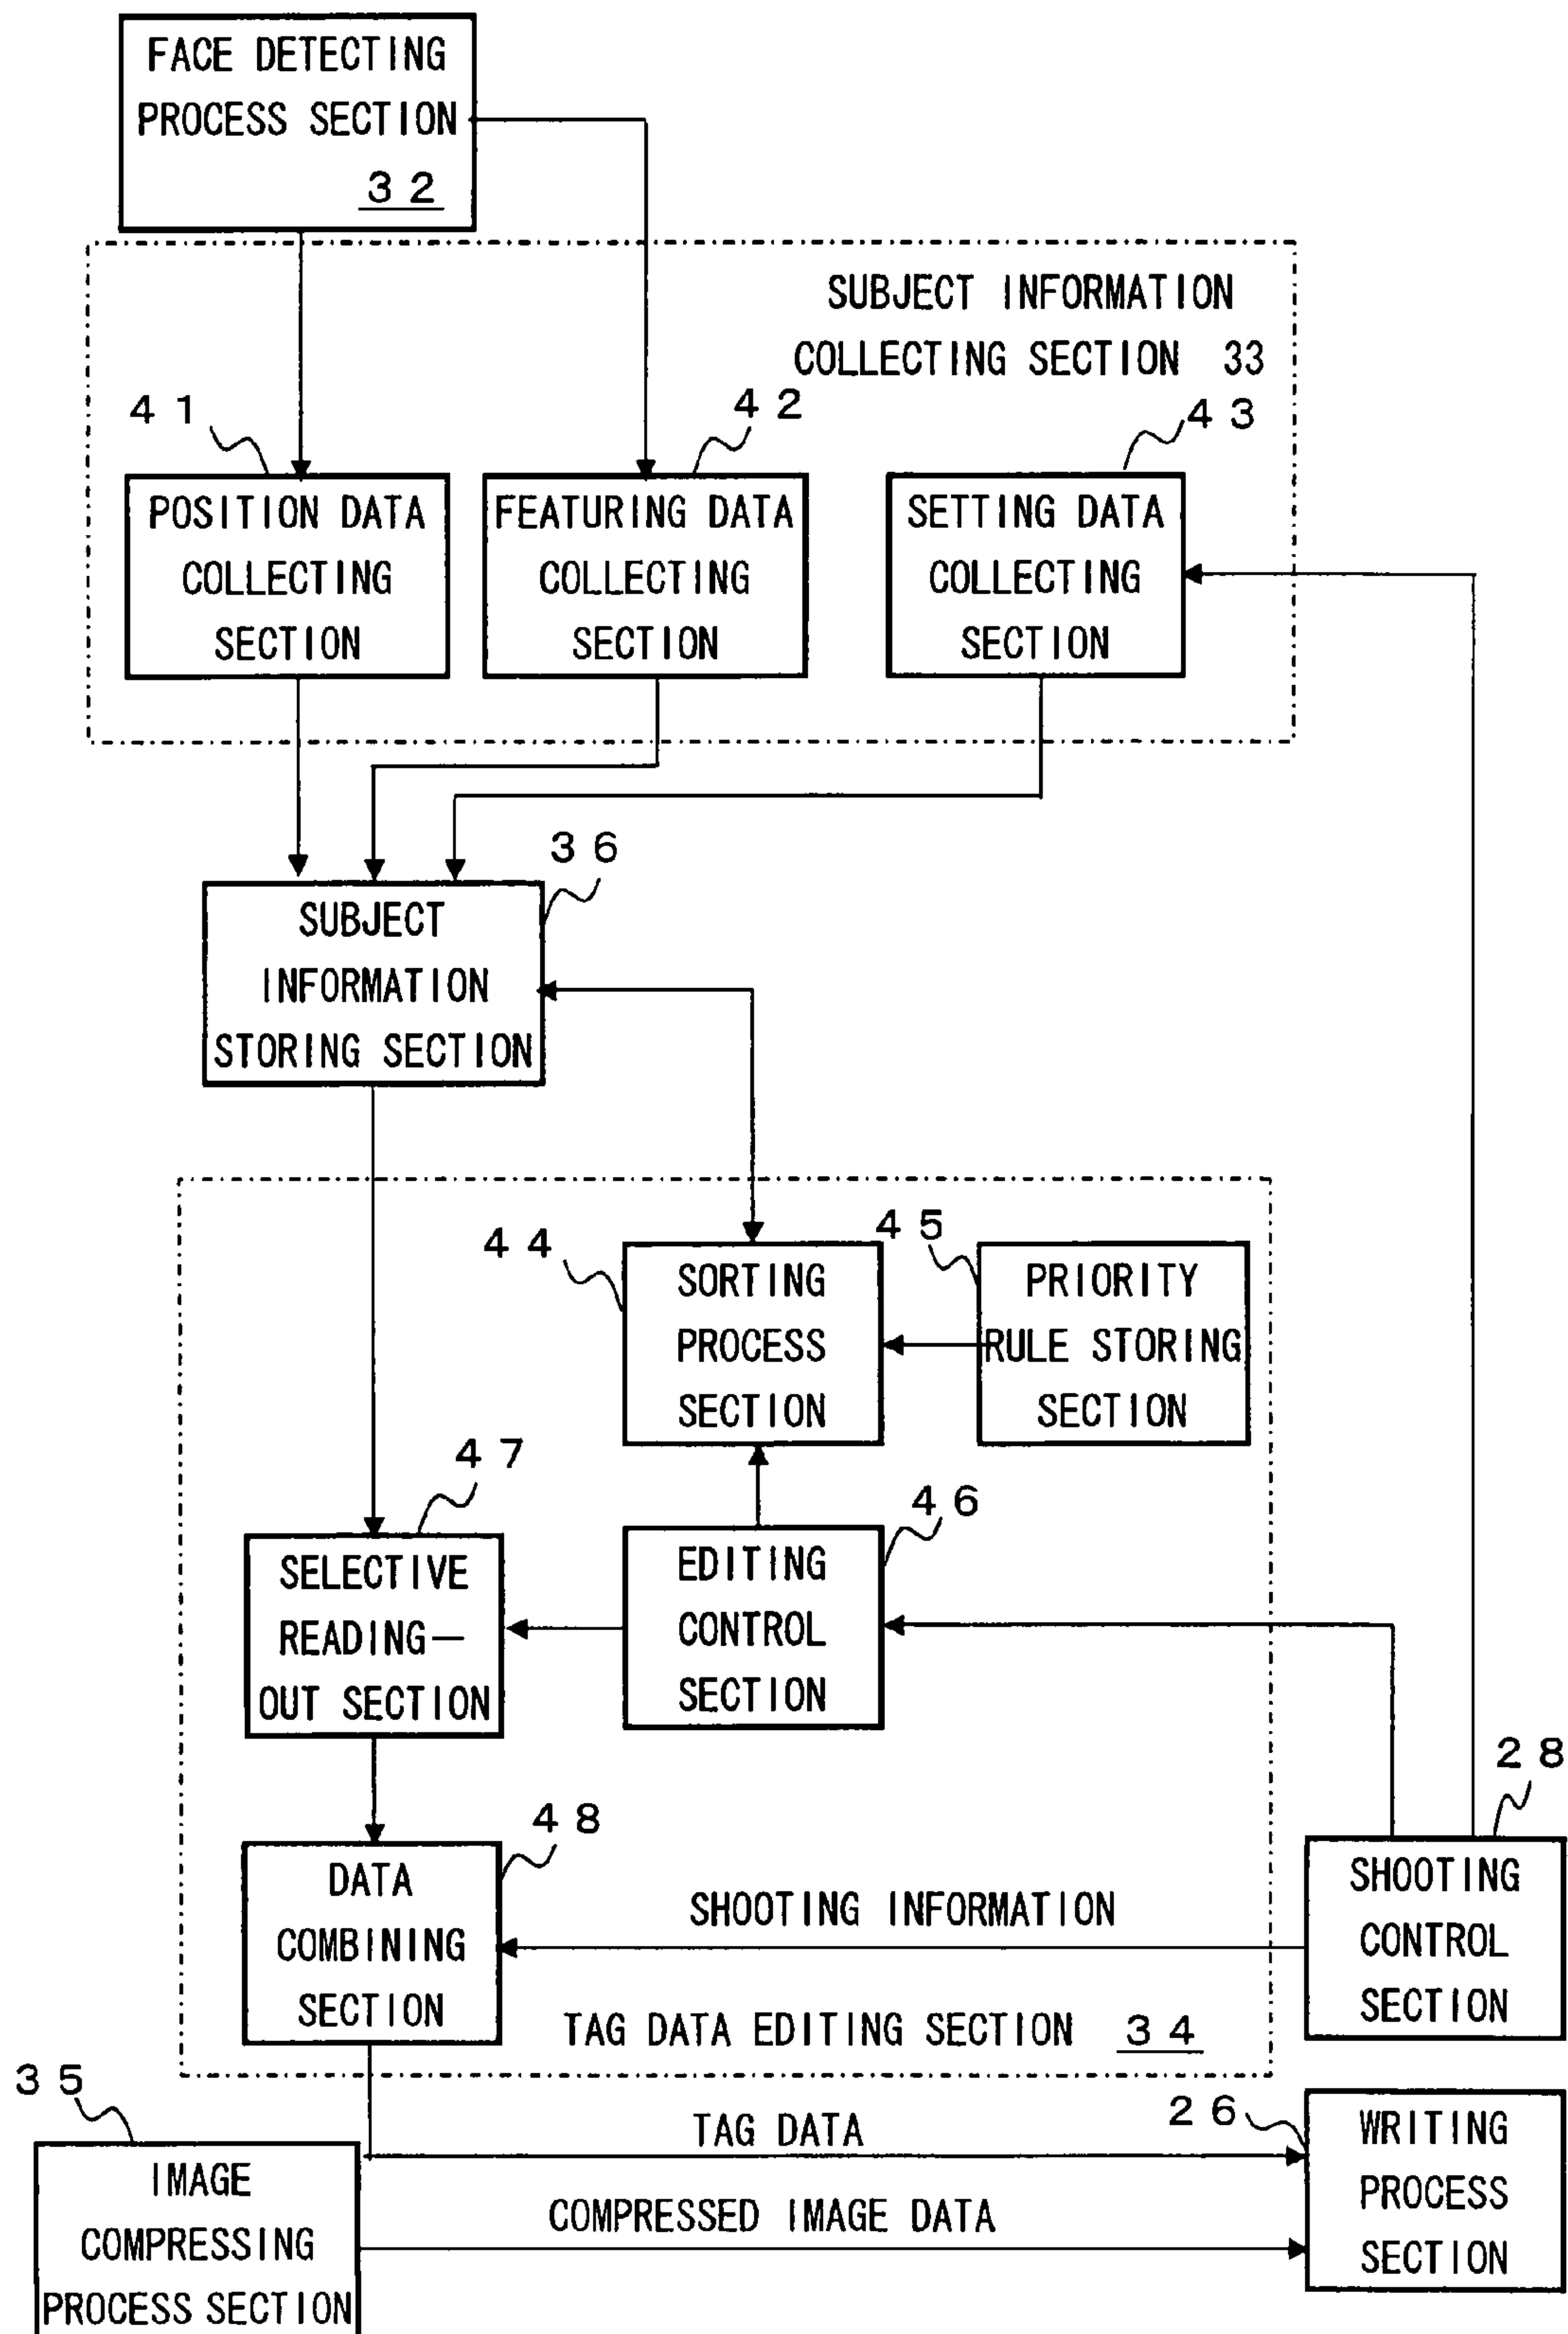 FACE DETECTING
PROCESS SECTION
32
SUBJECT INFORMATION
COLLECTING SECTION 33
41
42
43
POSITION DATA
COLLECTING
SECTION
FEATURING DATA
COLLECTING
SECTION
SETTING DATA
COLLECTING
SECTION
36
SUBJECT
INFORMATION
STORING SECTION
44
45
SORTING
PROCESS
SECTION
PRIORITY
RULE STORING
SECTION
47
46
SELECTIVE
READING—
OUT SECTION
EDITING
CONTROL
SECTION
28
48
DATA
COMBINING
SECTION
SHOOTING INFORMATION
SHOOTING
CONTROL
SECTION
TAG DATA EDITING SECTION 34
35
26
TAG DATA
IMAGE
COMPRESSING
PROCESS SECTION
COMPRESSED IMAGE DATA
WRITING
PROCESS
SECTION